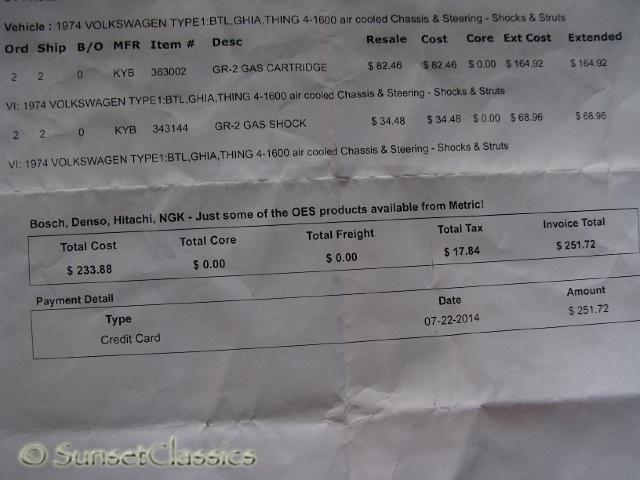 Vehicle : 1974 VOLKSWAGEN TYPE1:BTL,GHIA,THING 4-1600 air cooled Chassis & Steering - Shocks & Struts
Ord Ship B/O MFR Item # Desc Resale Cost Core Ext Cost Extended
2 2 0 KYB 363002 GR-2 GAS CARTRIDGE $ 82.46 $ 82.46 $ 0.00 $ 164.92 $ 164.92
VI: 1974 VOLKSWAGEN TYPE1:BTL,GHIA,THING 4-1600 air cooled Chassis & Steering - Shocks & Struts
2 2 0 KYB 343144 GR-2 GAS SHOCK $ 34.48 $ 34.48 $ 0.00 $ 68.96 $ 68.96
VI: 1974 VOLKSWAGEN TYPE1:BTL,GHIA,THING 4-1600 air cooled Chassis & Steering - Shocks & Struts
Bosch, Denso, Hitachi, NGK - Just some of the OES products available from Metric!
Total Cost Total Core Total Freight Total Tax Invoice Total
$ 233.88 $ 0.00 $ 0.00 $ 17.84 $ 251.72
Payment Detail
Type Date Amount
Credit Card 07-22-2014 $ 251.72
© SunsetClassics